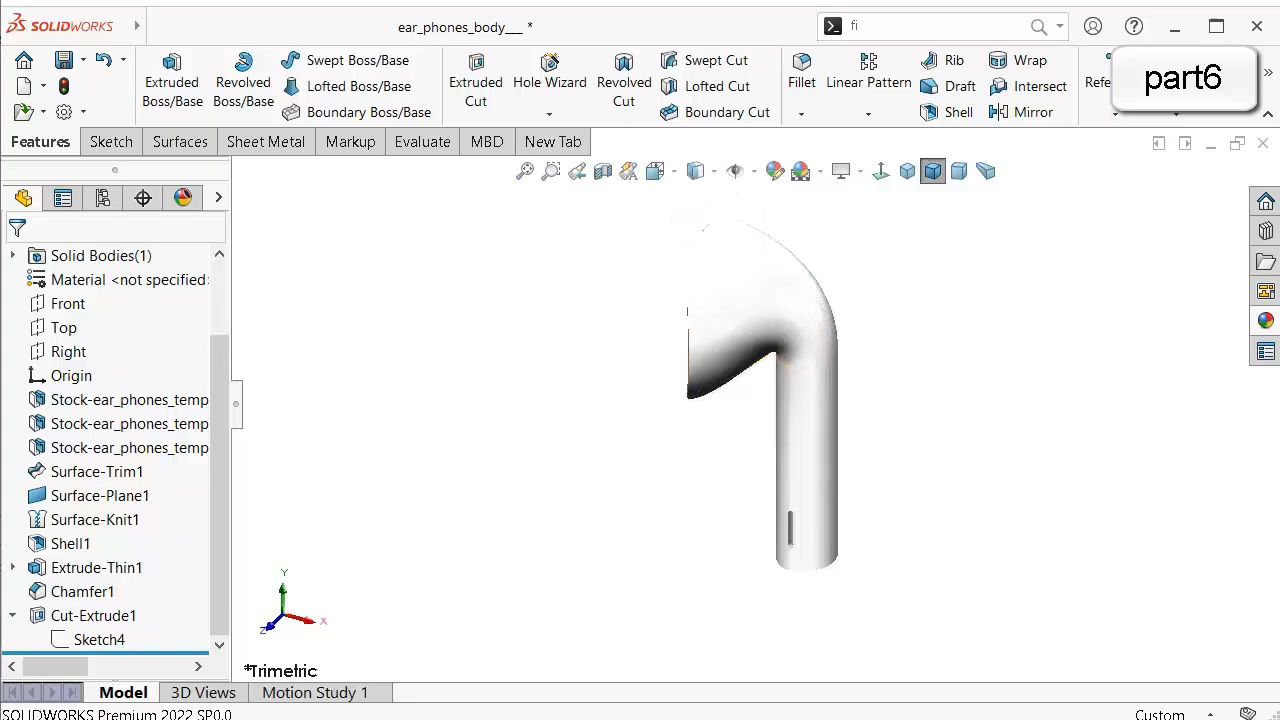 SOLIDWORKS
ear_phones_body___ *
fi
Extruded
Boss/Base
Revolved
Boss/Base
Swept Boss/Base
Lofted Boss/Base
Boundary Boss/Base
Extruded
Cut
Hole Wizard
Revolved
Cut
Swept Cut
Lofted Cut
Boundary Cut
Fillet
Linear Pattern
Rib
Draft
Shell
Wrap
Intersect
Mirror
Refe
part6
Features
Sketch
Surfaces
Sheet Metal
Markup
Evaluate
MBD
New Tab
Solid Bodies(1)
Material <not specified>
Front
Top
Right
Origin
Stock-ear_phones_temp
Stock-ear_phones_temp
Stock-ear_phones_temp
Surface-Trim1
Surface-Plane1
Surface-Knit1
Shell1
Extrude-Thin1
Chamfer1
Cut-Extrude1
Sketch4
Y
X
Z
*Trimetric
Model
3D Views
Motion Study 1
SOLIDWORKS Premium 2022 SP0.0
Custom